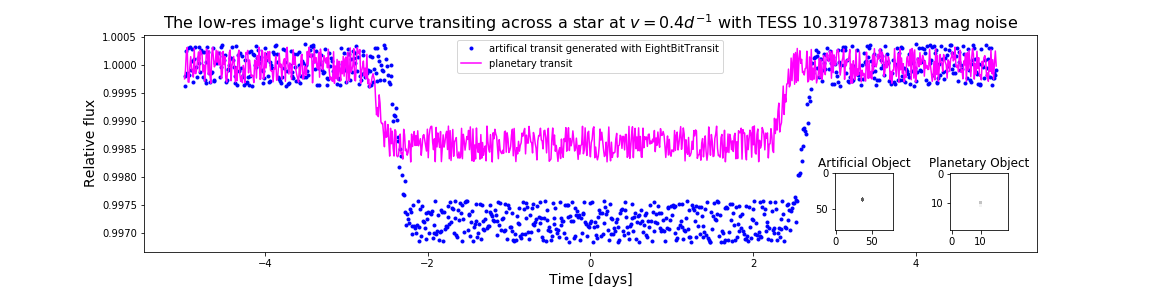 The low-res image's light curve transiting across a star at v = 0.4d⁻¹ with TESS 10.3197873813 mag noise
artifical transit generated with EightBitTransit
planetary transit
Relative flux
1.0005
1.0000
0.9995
0.9990
0.9985
0.9980
0.9975
0.9970
Artificial Object
0
50
0 50
Planetary Object
0
10
0 10
−4 −2 0 2 4
Time [days]